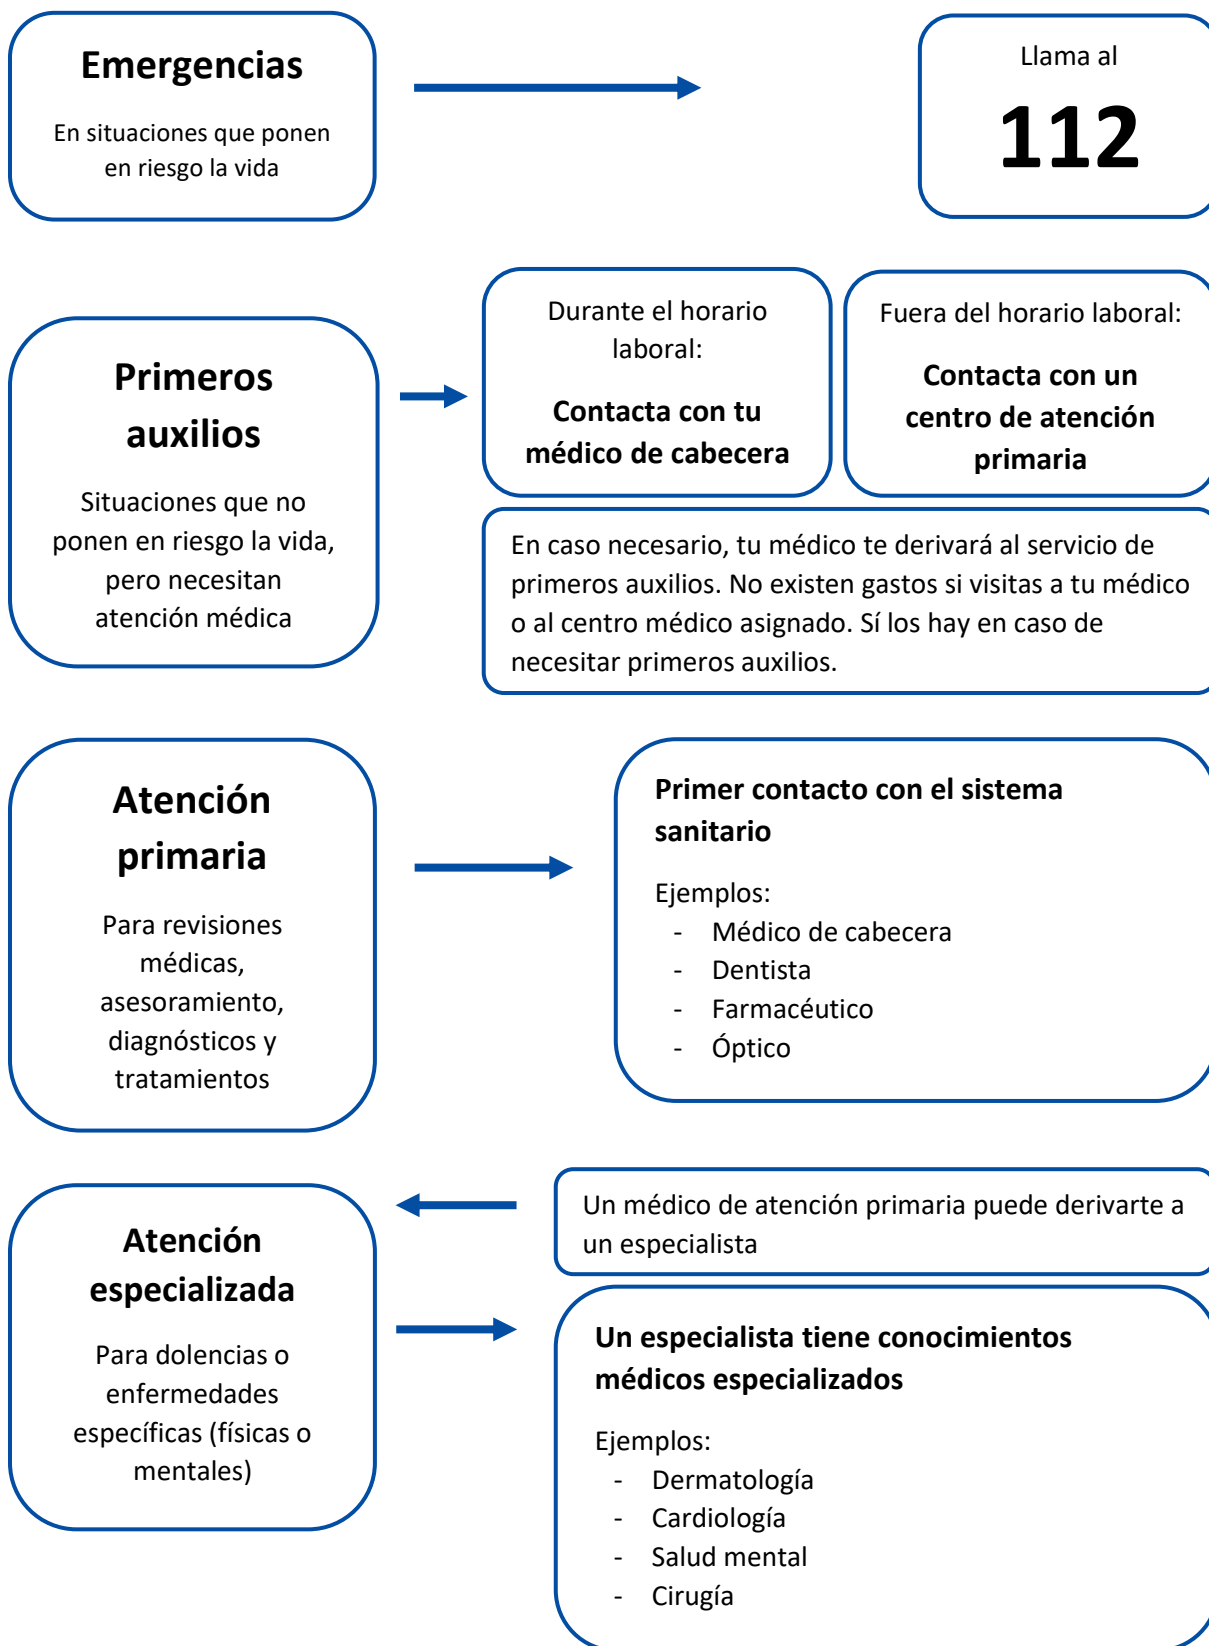 Emergencias
En situaciones que ponen
en riesgo la vida
Llama al
112
Primeros
auxilios
Situaciones que no
ponen en riesgo la vida,
pero necesitan
atención médica
Durante el horario
laboral:
Contacta con tu
médico de cabecera
Fuera del horario laboral:
Contacta con un
centro de atención
primaria
En caso necesario, tu médico te derivará al servicio de
primeros auxilios. No existen gastos si visitas a tu médico
o al centro médico asignado. Sí los hay en caso de
necesitar primeros auxilios.
Atención
primaria
Para revisiones
médicas,
asesoramiento,
diagnósticos y
tratamientos
Primer contacto con el sistema
sanitario
Ejemplos:
- Médico de cabecera
- Dentista
- Farmacéutico
- Óptico
Atención
especializada
Para dolencias o
enfermedades
específicas (físicas o
mentales)
Un médico de atención primaria puede derivarte a
un especialista
Un especialista tiene conocimientos
médicos especializados
Ejemplos:
- Dermatología
- Cardiología
- Salud mental
- Cirugía